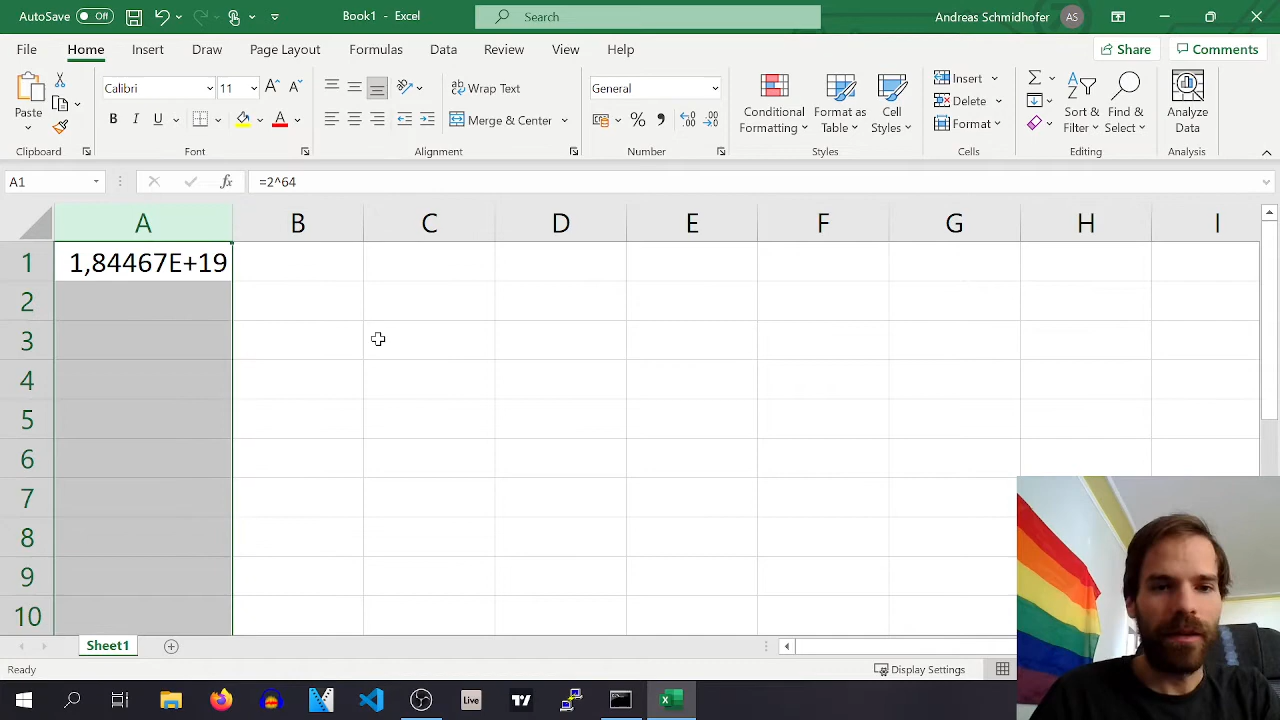 AutoSave Off Book1 - Excel Search Andreas Schmidhofer AS
File Home Insert Draw Page Layout Formulas Data Review View Help Share Comments
Paste Calibri 11 Wrap Text General Conditional Formatting Format as Table Cell Styles Insert Sort & Filter Find & Select Analyze Data
B I U A Merge & Center % Delete
Format
Clipboard Font Alignment Number Styles Cells Editing Analysis
A1 fx =2^64
A B C D E F G H I
1 1,84467E+19
2
3
4
5
6
7
8
9
10
Sheet1
Ready Display Settings
Live